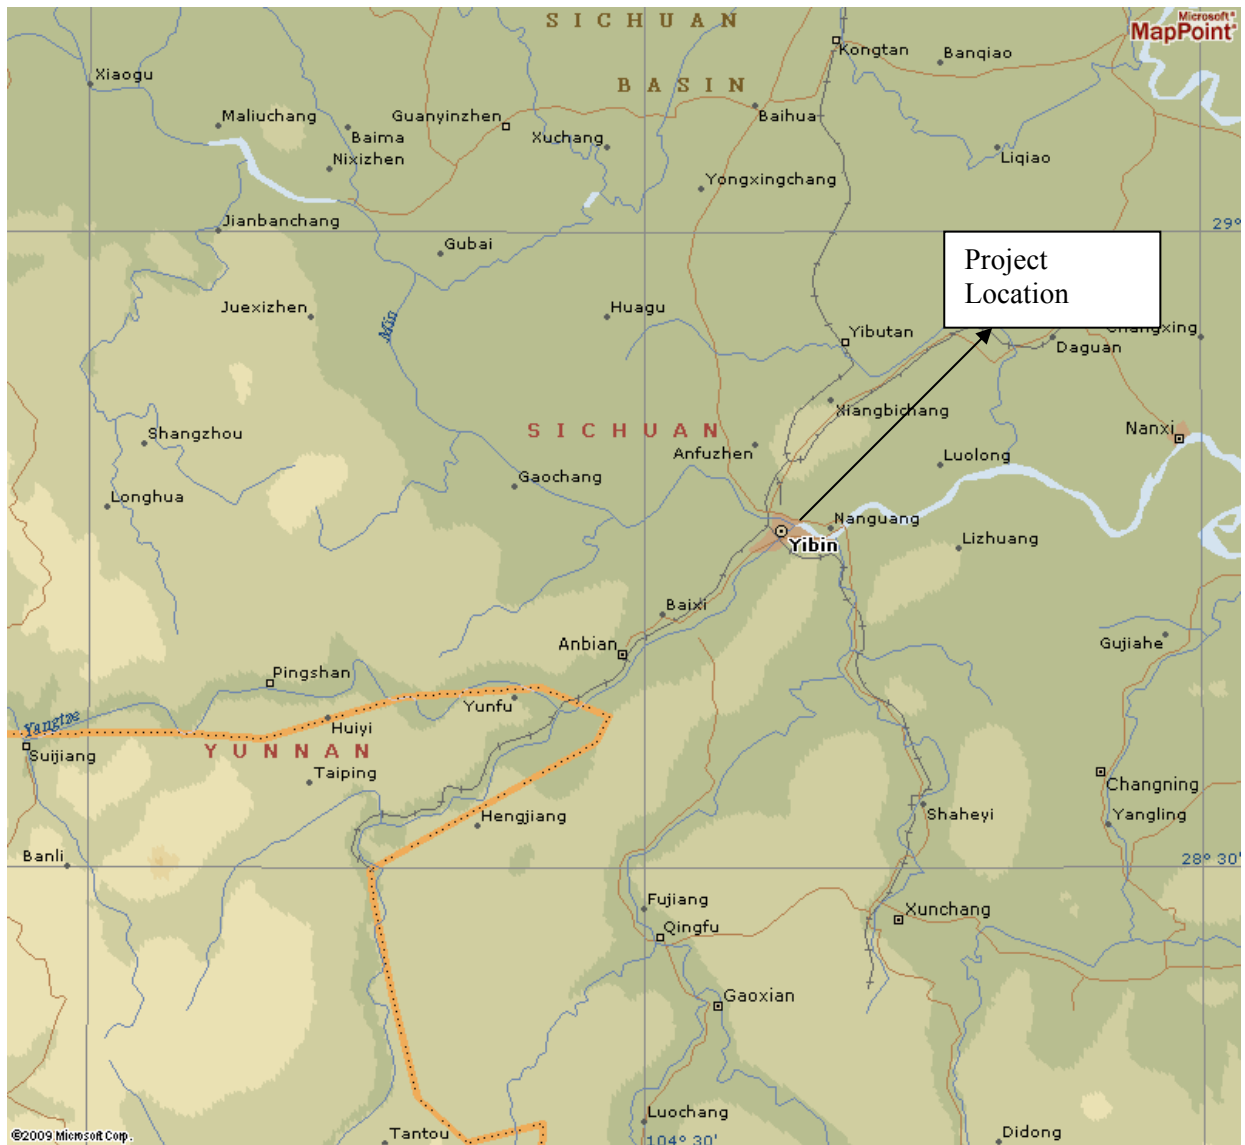 SICHUAN
Microsoft®
MapPoint®
Kongtan
Banqiao
Xiaogu
BASIN
Maliuchang
Guanyinzhen
Baihua
Baima
Xuchang
Nixizhen
Liqiao
Yongxingchang
Jianbanchang
29°
Gubai
Project
Location
Juexizhen
Huagu
Min
Yibutan
Changxing
Daguan
Xiangbichang
Shangzhou
SICHUAN
Nanxi
Anfuzhen
Luolong
Gaochang
Longhua
Nanguang
Yibin
Lizhuang
Baixi
Anbian
Gujiahe
Pingshan
Yunfu
Yangtze
Huiyi
Suijiang
YUNNAN
Taiping
Changning
Hengjiang
Shaheyi
Yangling
Banli
28° 30'
Fujiang
Xunchang
Qingfu
Gaoxian
Luochang
©2009 Microsoft Corp.
Tantou
104° 30'
Didong